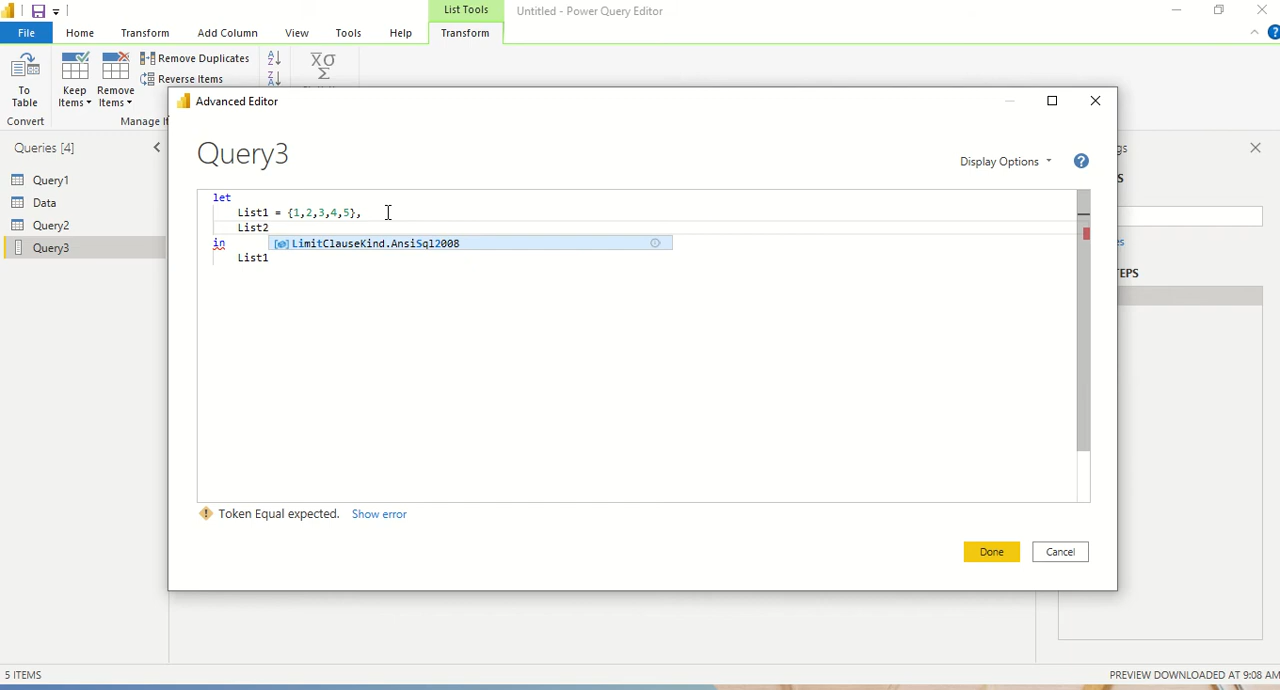 List Tools
Untitled - Power Query Editor
File
Home
Transform
Add Column
View
Tools
Help
Transform
To
Table
Keep
Items
Remove
Items
Remove Duplicates
Reverse Items
Convert
Manage
Queries [4]
Query1
Data
Query2
Query3
Advanced Editor
Query3
Display Options
let
List1 = {1,2,3,4,5},
List2
in
LimitClauseKind.AnsiSql2008
List1
Token Equal expected.
Show error
Done
Cancel
5 ITEMS
PREVIEW DOWNLOADED AT 9:08 AM